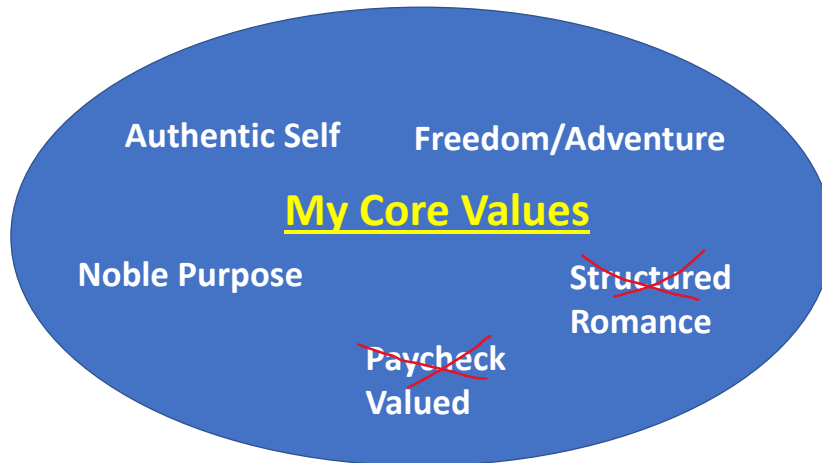 Authentic Self
Freedom/Adventure
My Core Values
Noble Purpose
Structured
Romance
Paycheck
Valued